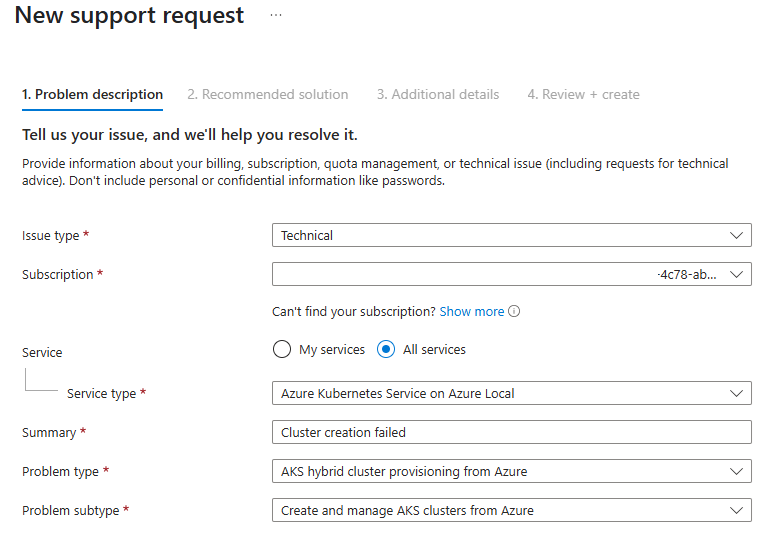 New support request ...
1. Problem description 2. Recommended solution 3. Additional details 4. Review + create
Tell us your issue, and we'll help you resolve it.
Provide information about your billing, subscription, quota management, or technical issue (including requests for technical
advice). Don't include personal or confidential information like passwords.
Issue type * Technical
Subscription * -4c78-ab...
Can't find your subscription? Show more
Service My services All services
Service type * Azure Kubernetes Service on Azure Local
Summary * Cluster creation failed
Problem type * AKS hybrid cluster provisioning from Azure
Problem subtype * Create and manage AKS clusters from Azure